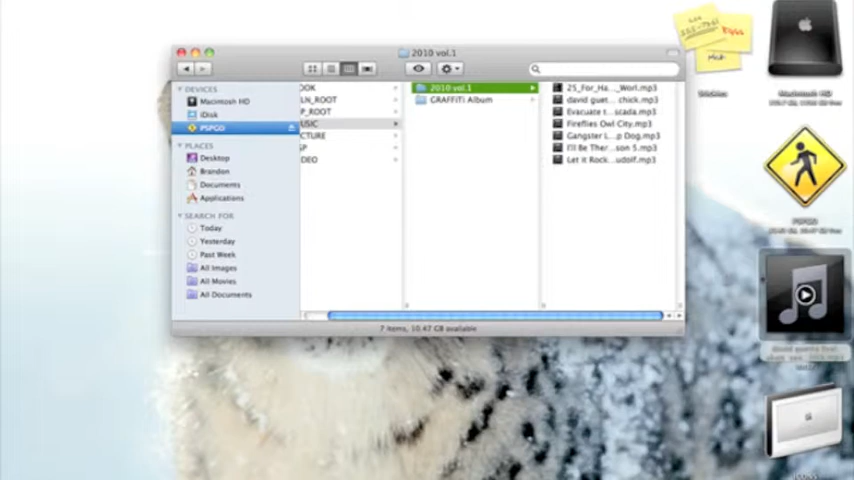 2010 vol.1
DEVICES
Macintosh HD
iDisk
PSPGO
PLACES
Desktop
Brandon
Documents
Applications
SEARCH FOR
Today
Yesterday
Past Week
All Images
All Movies
All Documents
OOK
LN_ROOT
P_ROOT
USIC
CTURE
SP
IDEO
2010 vol.1
GRAFFITI Album
25_For_Ha..._Worl.mp3
david guet... chick.mp3
Evacuate t...scada.mp3
Fireflies Owl City.mp3
Gangster L...p Dog.mp3
I'll Be Ther...son 5.mp3
Let it Rock...udolf.mp3
7 items, 10.47 GB available
Stickies
Macintosh HD
PSPGO